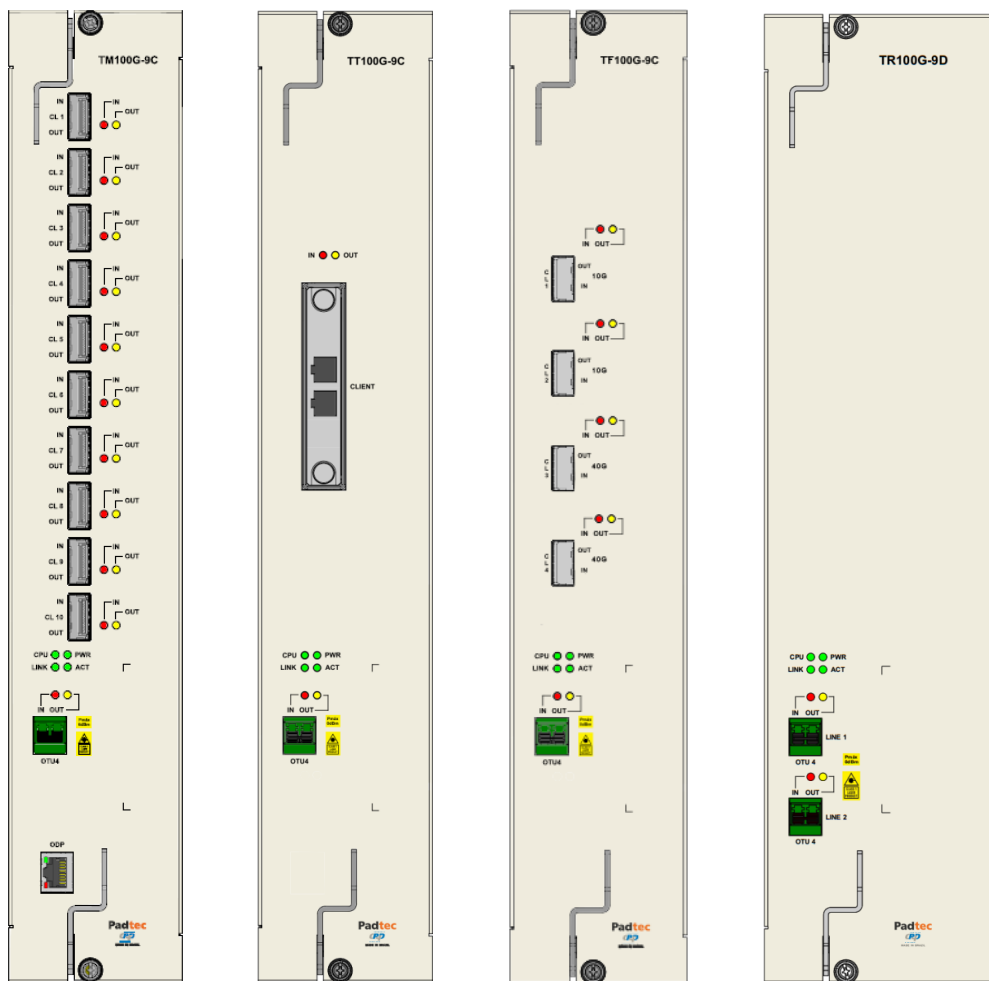 TM100G-9C
IN
CL 1
OUT
IN
OUT
IN
CL 2
OUT
IN
OUT
IN
CL 3
OUT
IN
OUT
IN
CL 4
OUT
IN
OUT
IN
CL 5
OUT
IN
OUT
IN
CL 6
OUT
IN
OUT
IN
CL 7
OUT
IN
OUT
IN
CL 8
OUT
IN
OUT
IN
CL 9
OUT
IN
OUT
IN
CL 10
OUT
IN
OUT
CPU PWR
LINK ACT
IN OUT
OTU4
ODP
Padtec
TT100G-9C
IN OUT
CLIENT
CPU PWR
LINK ACT
IN OUT
OTU4
Padtec
TF100G-9C
IN OUT
CL1
OUT
10G
IN
IN OUT
CL2
OUT
10G
IN
IN OUT
CL3
OUT
40G
IN
IN OUT
CL4
OUT
40G
IN
CPU PWR
LINK ACT
IN OUT
OTU4
Padtec
TR100G-9D
CPU PWR
LINK ACT
IN OUT
LINE 1
OTU 4
IN OUT
LINE 2
OTU 4
Padtec